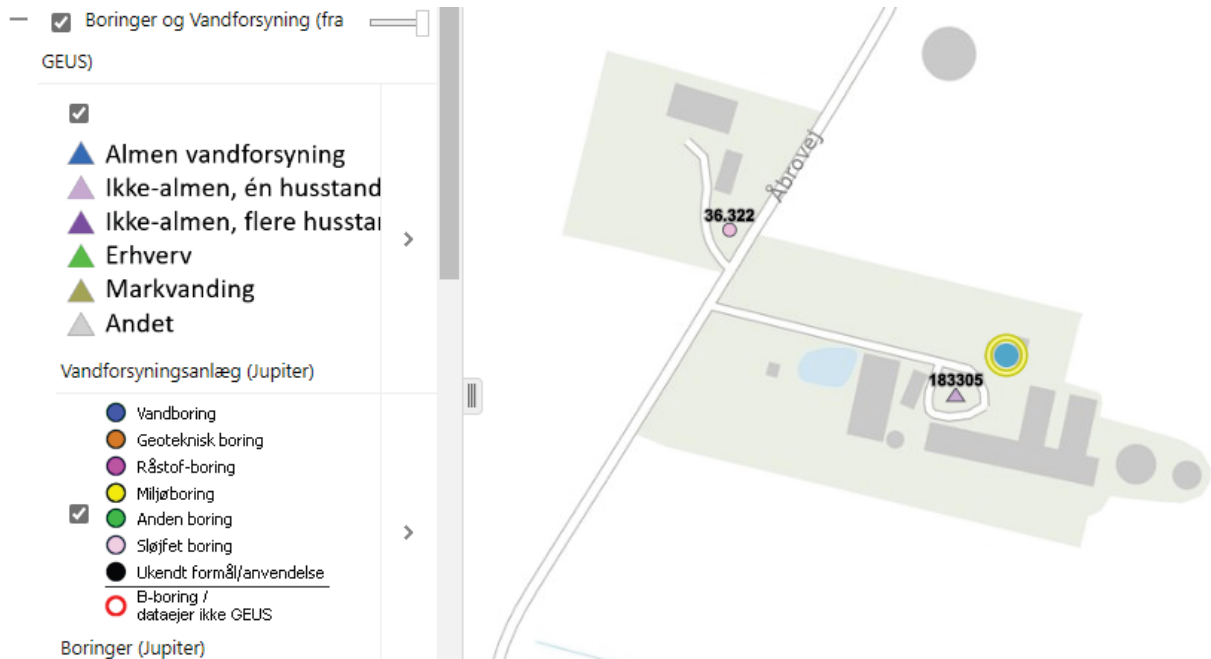 Boringer og Vandforsyning (fra
GEUS)
Almen vandforsyning
Ikke-almen, én husstand
Ikke-almen, flere hussta
Erhverv
Markvanding
Andet
Vandforsyningsanlæg (Jupiter)
Vandboring
Geoteknisk boring
Råstof-boring
Miljøboring
Anden boring
Sløjfet boring
Ukendt formål/anvendelse
B-boring /
dataejer ikke GEUS
Boringer (Jupiter)
Åbrovej
36.322
183305